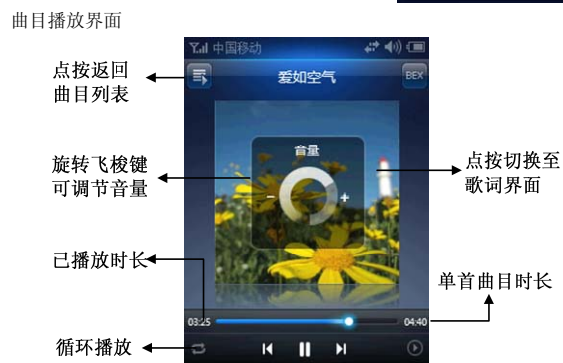 曲目播放界面
中国移动
点按返回
曲目列表
爱如空气
BEX
音量
旋转飞梭键
可调节音量
- +
点按切换至
歌词界面
已播放时长
单首曲目时长
03:25
04:40
循环播放